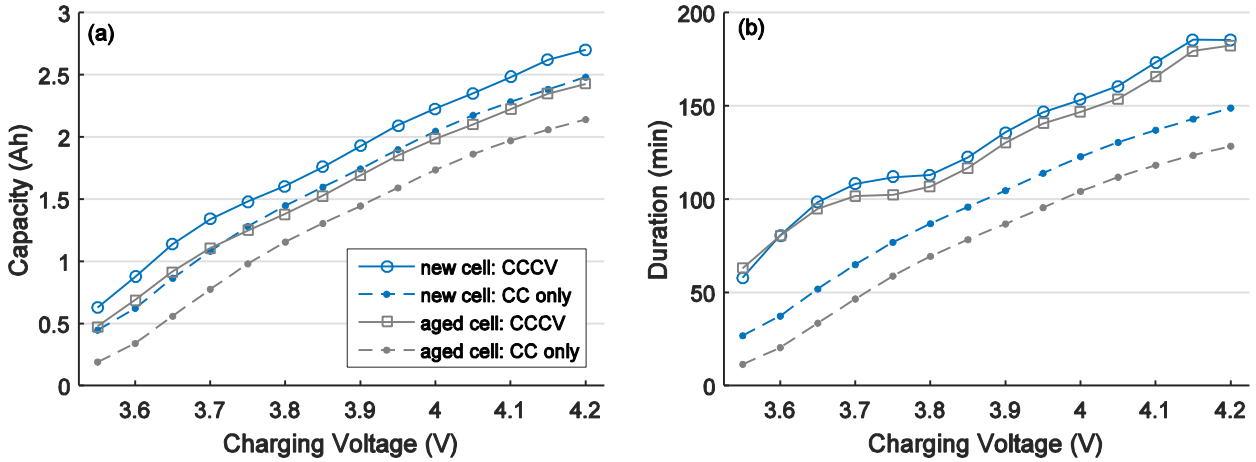 (a)
Capacity (Ah)
3
2.5
2
1.5
1
0.5
0
new cell: CCCV
new cell: CC only
aged cell: CCCV
aged cell: CC only
3.6 3.7 3.8 3.9 4 4.1 4.2
Charging Voltage (V)
(b)
Duration (min)
200
150
100
50
0
3.6 3.7 3.8 3.9 4 4.1 4.2
Charging Voltage (V)